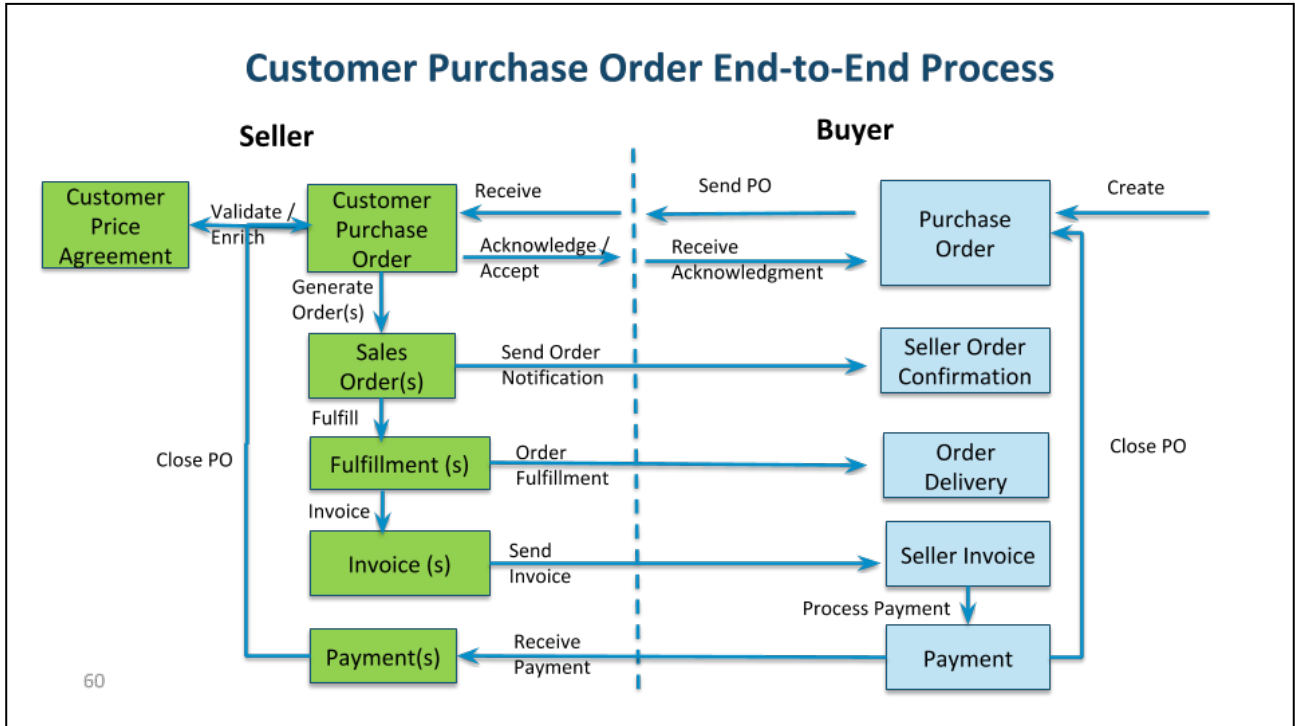 Customer Purchase Order End-to-End Process
Seller
Buyer
Customer
Price
Agreement
Validate /
Enrich
Customer
Purchase
Order
Receive
Acknowledge /
Accept
Send PO
Receive
Acknowledgment
Purchase
Order
Create
Generate
Order(s)
Sales
Order(s)
Send Order
Notification
Seller Order
Confirmation
Fulfill
Close PO
Fulfillment (s)
Order
Fulfillment
Order
Delivery
Close PO
Invoice
Invoice (s)
Send
Invoice
Seller Invoice
Process Payment
Payment(s)
Receive
Payment
Payment
60